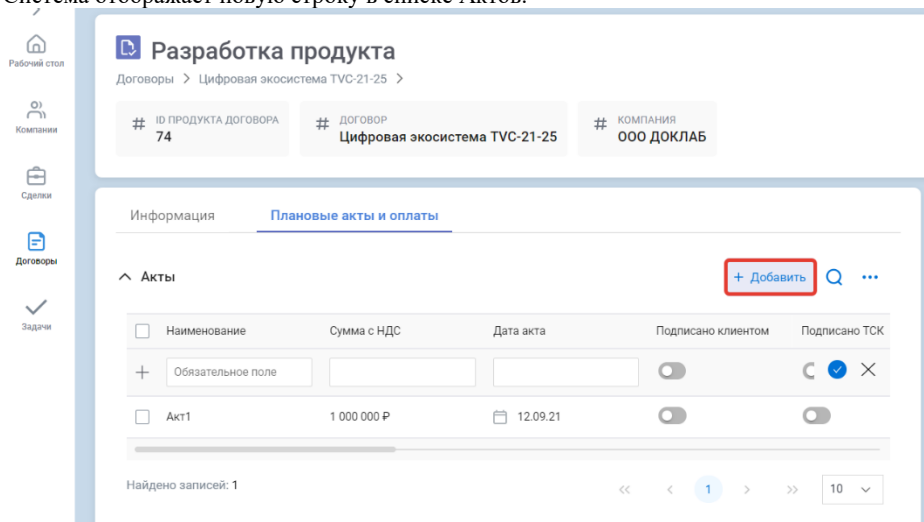 Система отображает новую строку в списке Актов.
Рабочий стол
Компании
Сделки
Договоры
Задачи
Разработка продукта
Договоры > Цифровая экосистема TVC-21-25 >
# ID ПРОДУКТА ДОГОВОРА
74
# ДОГОВОР
Цифровая экосистема TVC-21-25
# КОМПАНИЯ
ООО ДОКЛАБ
Информация
Плановые акты и оплаты
Акты
+ Добавить
Наименование Сумма с НДС Дата акта Подписано клиентом Подписано ТСК
Обязательное поле
Акт1 1 000 000 ₽ 12.09.21
Найдено записей: 1
<< < 1 > >> 10